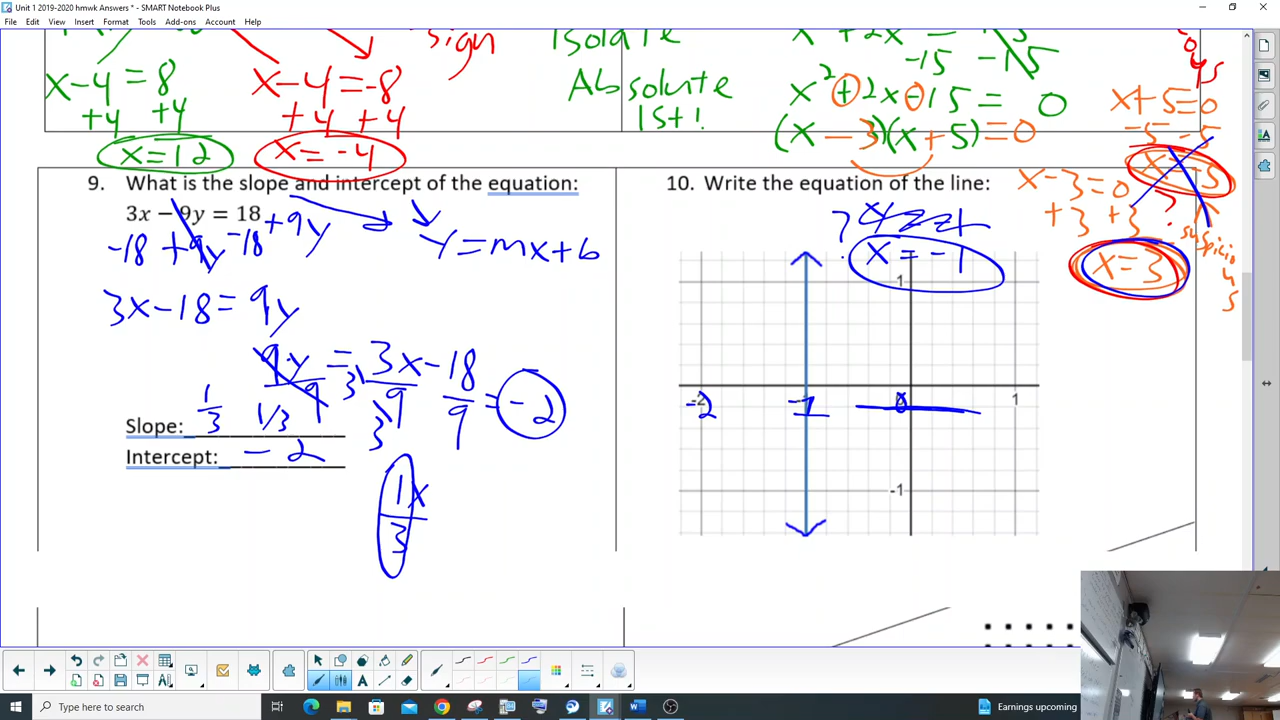 Unit 1 2019-2020 hmwk Answers * - SMART Notebook Plus
File Edit View Insert Format Tools Add-ons Account Help
sign
Isolate
Absolute
1st!
x-4=8
+4 +4
x=12
x-4=-8
+4 +4
x=-4
-15 -15
x²+2x-15=0
(x-3)(x+5)=0
x+5=0
-5 -5
x=-5
x-3=0
+3 +3
x=3
?
9. What is the slope and intercept of the equation:
3x − 9y = 18
+9y
-18 +9y -18
y=mx+b
3x-18=9y
9y = 3x - 18
9 9 9 = -2
1/3
Slope: 1/3
Intercept: -2
1x
3
10. Write the equation of the line:
?
x=-1
1
-2 -1 0 1
-1
Type here to search
Earnings upcoming